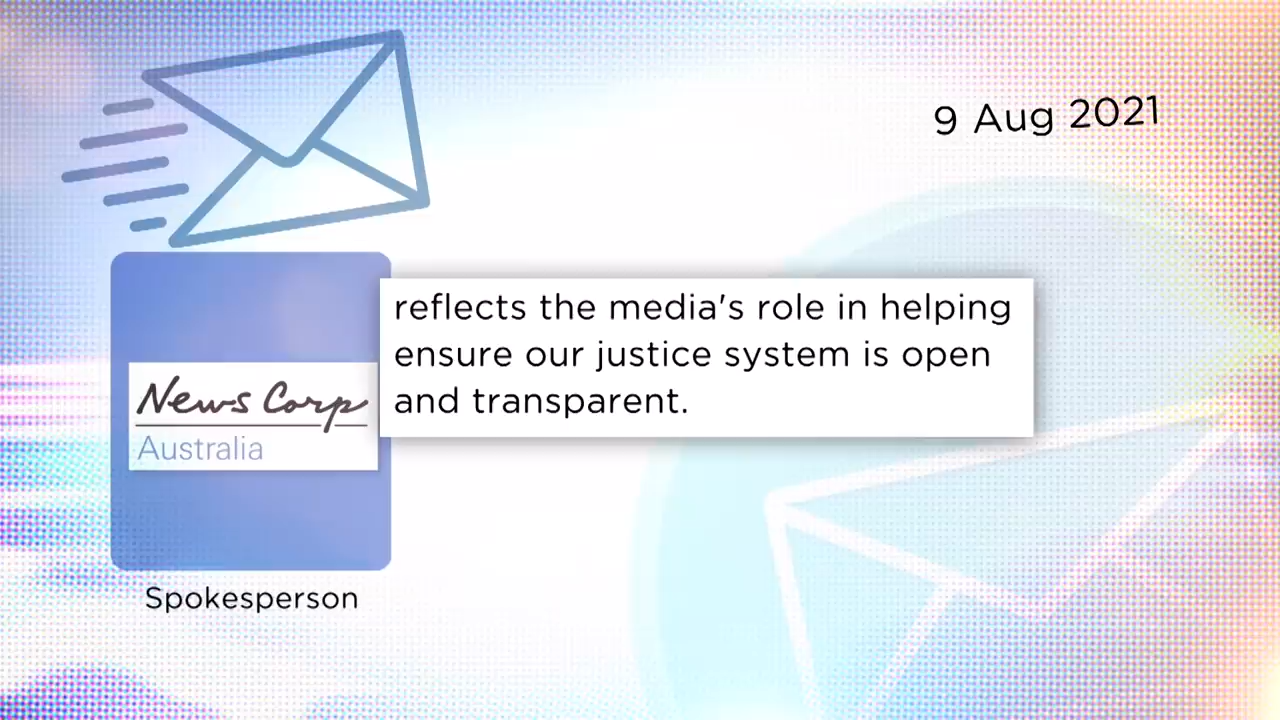 9 Aug 2021
reflects the media's role in helping
ensure our justice system is open
and transparent.
News Corp
Australia
Spokesperson